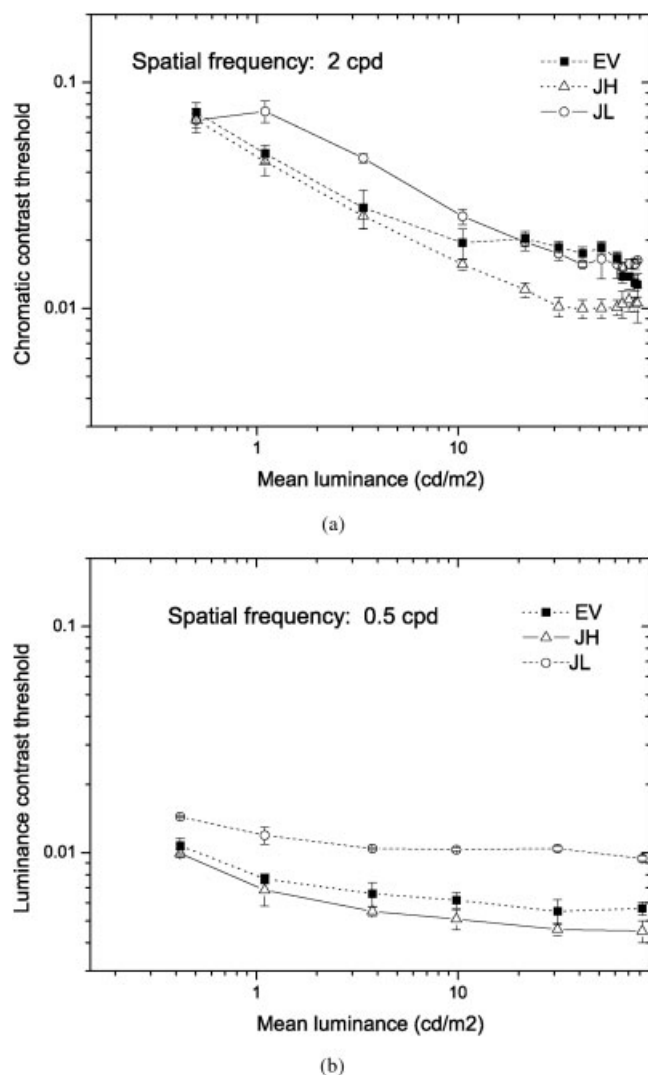 Spatial frequency: 2 cpd
EV
JH
JL
0.1
0.01
Chromatic contrast threshold
1
10
Mean luminance (cd/m2)
(a)
Spatial frequency: 0.5 cpd
EV
JH
JL
0.1
0.01
Luminance contrast threshold
1
10
Mean luminance (cd/m2)
(b)